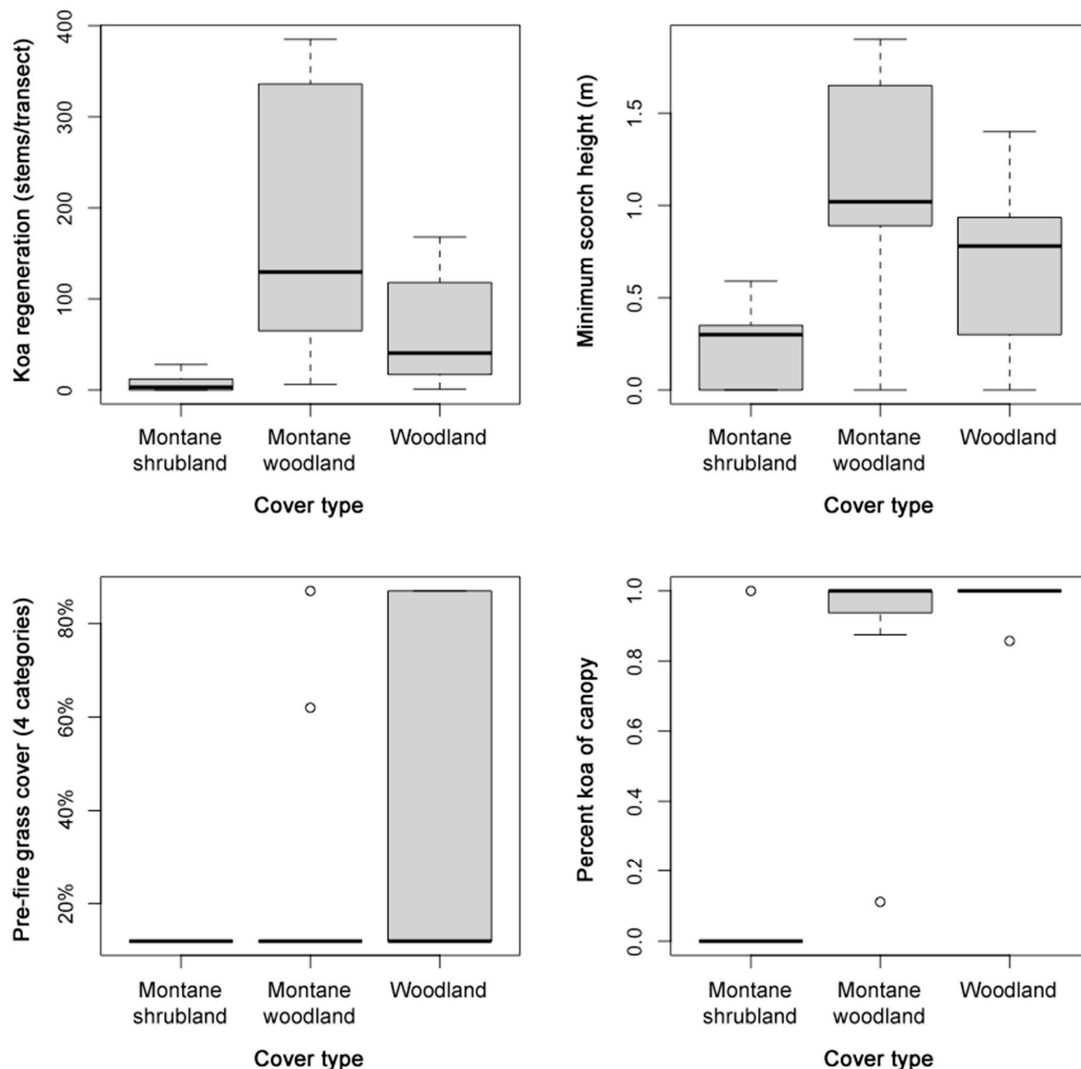 Koa regeneration (stems/transect)
400
300
200
100
0
Montane
shrubland
Montane
woodland
Woodland
Cover type
Minimum scorch height (m)
1.5
1.0
0.5
0.0
Montane
shrubland
Montane
woodland
Woodland
Cover type
Pre-fire grass cover (4 categories)
80%
60%
40%
20%
Montane
shrubland
Montane
woodland
Woodland
Cover type
Percent koa of canopy
1.0
0.8
0.6
0.4
0.2
0.0
Montane
shrubland
Montane
woodland
Woodland
Cover type